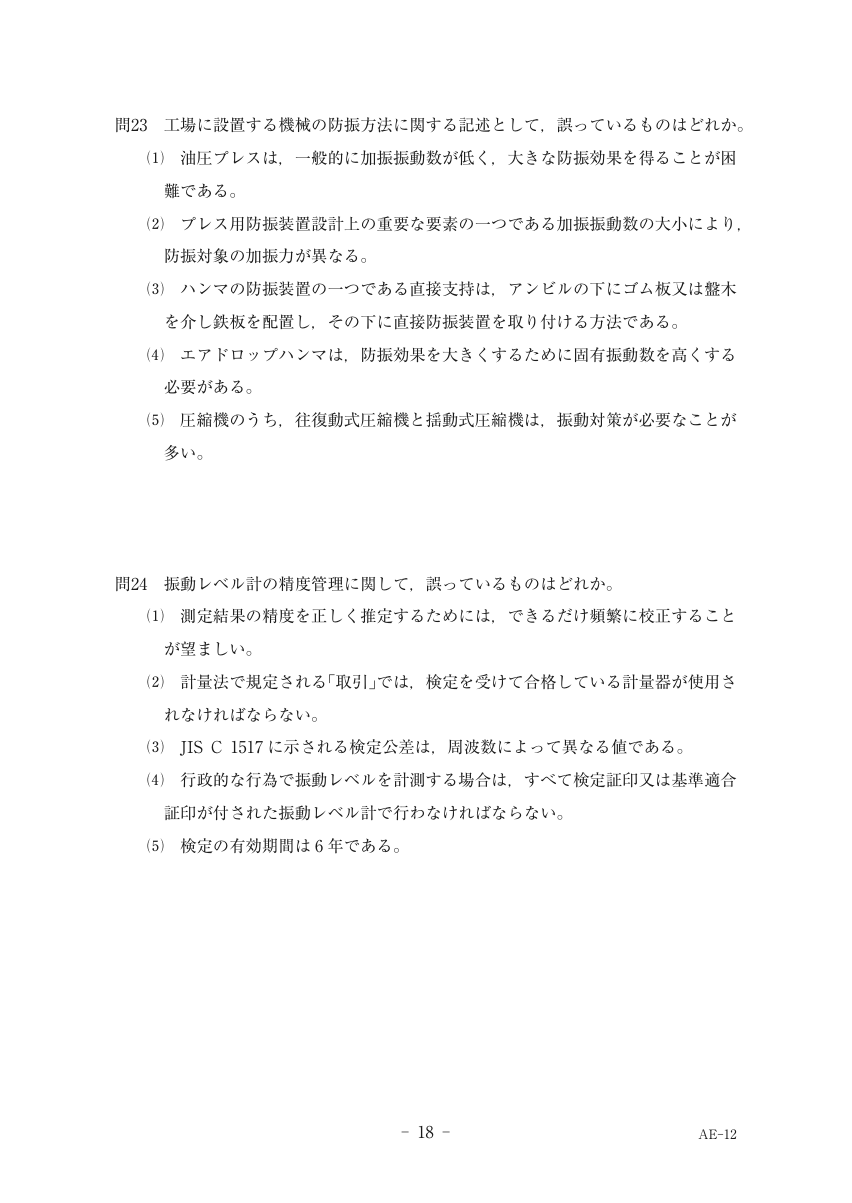 問23 工場に設置する機械の防振方法に関する記述として，誤っているものはどれか。
⑴ 油圧プレスは，一般的に加振振動数が低く，大きな防振効果を得ることが困
難である。
⑵ プレス用防振装置設計上の重要な要素の一つである加振振動数の大小により，
防振対象の加振力が異なる。
⑶ ハンマの防振装置の一つである直接支持は，アンビルの下にゴム板又は盤木
を介し鉄板を配置し，その下に直接防振装置を取り付ける方法である。
⑷ エアドロップハンマは，防振効果を大きくするために固有振動数を高くする
必要がある。
⑸ 圧縮機のうち，往復動式圧縮機と揺動式圧縮機は，振動対策が必要なことが
多い。
問24 振動レベル計の精度管理に関して，誤っているものはどれか。
⑴ 測定結果の精度を正しく推定するためには，できるだけ頻繁に校正すること
が望ましい。
⑵ 計量法で規定される「取引」では，検定を受けて合格している計量器が使用さ
れなければならない。
⑶ JIS C 1517 に示される検定公差は，周波数によって異なる値である。
⑷ 行政的な行為で振動レベルを計測する場合は，すべて検定証印又は基準適合
証印が付された振動レベル計で行わなければならない。
⑸ 検定の有効期間は 6 年である。
－ 18 －
AE−12